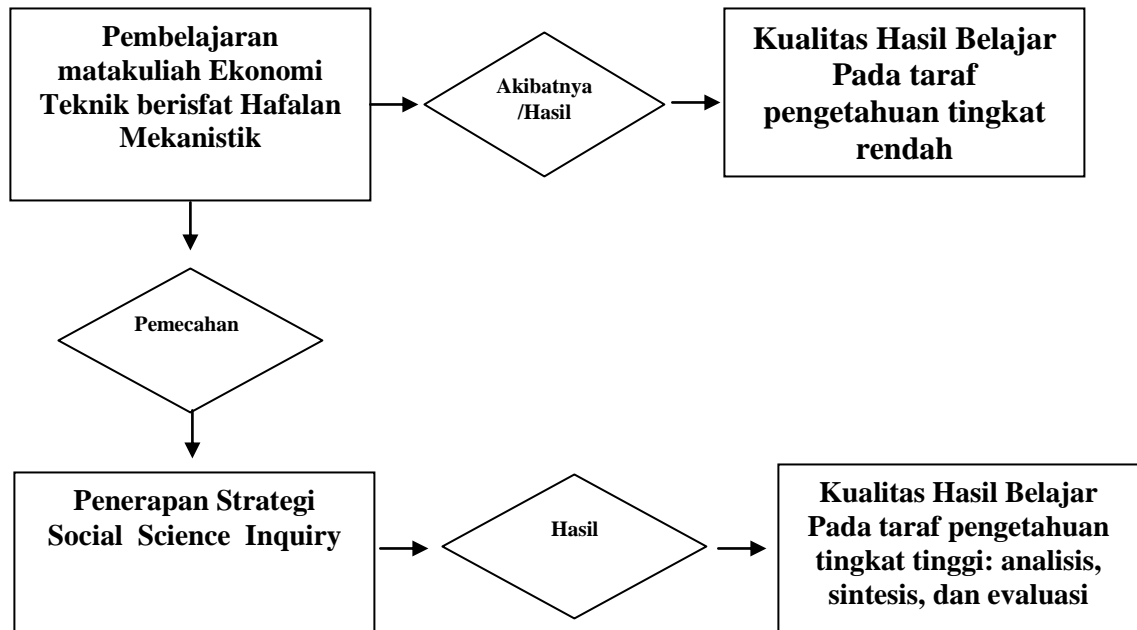 Pembelajaran
matakuliah Ekonomi
Teknik berisfat Hafalan
Mekanistik
Akibatnya
/Hasil
Kualitas Hasil Belajar
Pada taraf
pengetahuan tingkat
rendah
Pemecahan
Penerapan Strategi
Social Science Inquiry
Hasil
Kualitas Hasil Belajar
Pada taraf pengetahuan
tingkat tinggi: analisis,
sintesis, dan evaluasi